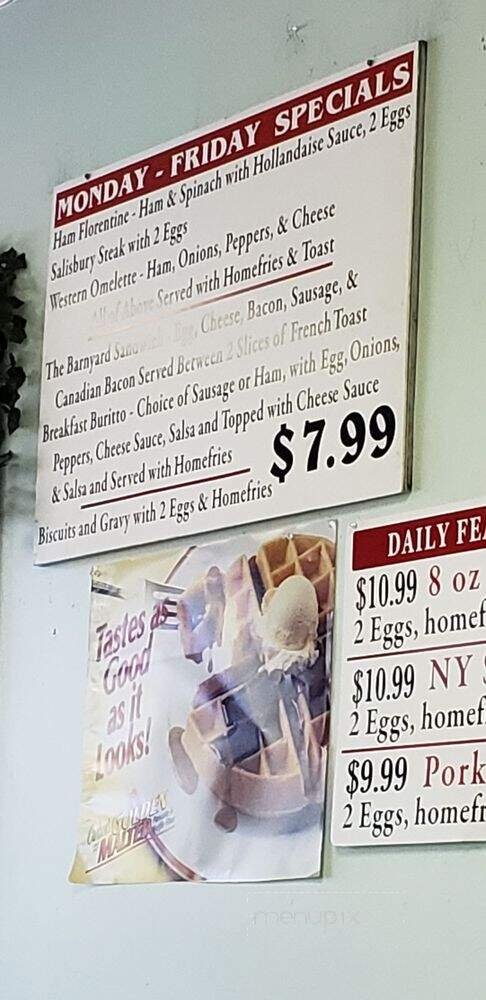 MONDAY - FRIDAY SPECIALS
Ham Florentine - Ham & Spinach with Hollandaise Sauce, 2 Eggs
Salisbury Steak with 2 Eggs
Western Omelette - Ham, Onions, Peppers, & Cheese
All of Above Served with Homefries & Toast
The Barnyard Sandwich - Egg, Cheese, Bacon, Sausage, &
Canadian Bacon Served Between 2 Slices of French Toast
Breakfast Buritto - Choice of Sausage or Ham, with Egg, Onions,
Peppers, Cheese Sauce, Salsa and Topped with Cheese Sauce
& Salsa and Served with Homefries
$7.99
Biscuits and Gravy with 2 Eggs & Homefries
Tastes as
Good
as it
Looks!
GOLDEN
MALTED
DAILY FEA
$10.99 8 oz
2 Eggs, homef
$10.99 NY S
2 Eggs, homef
$9.99 Pork
2 Eggs, homefr
menupix